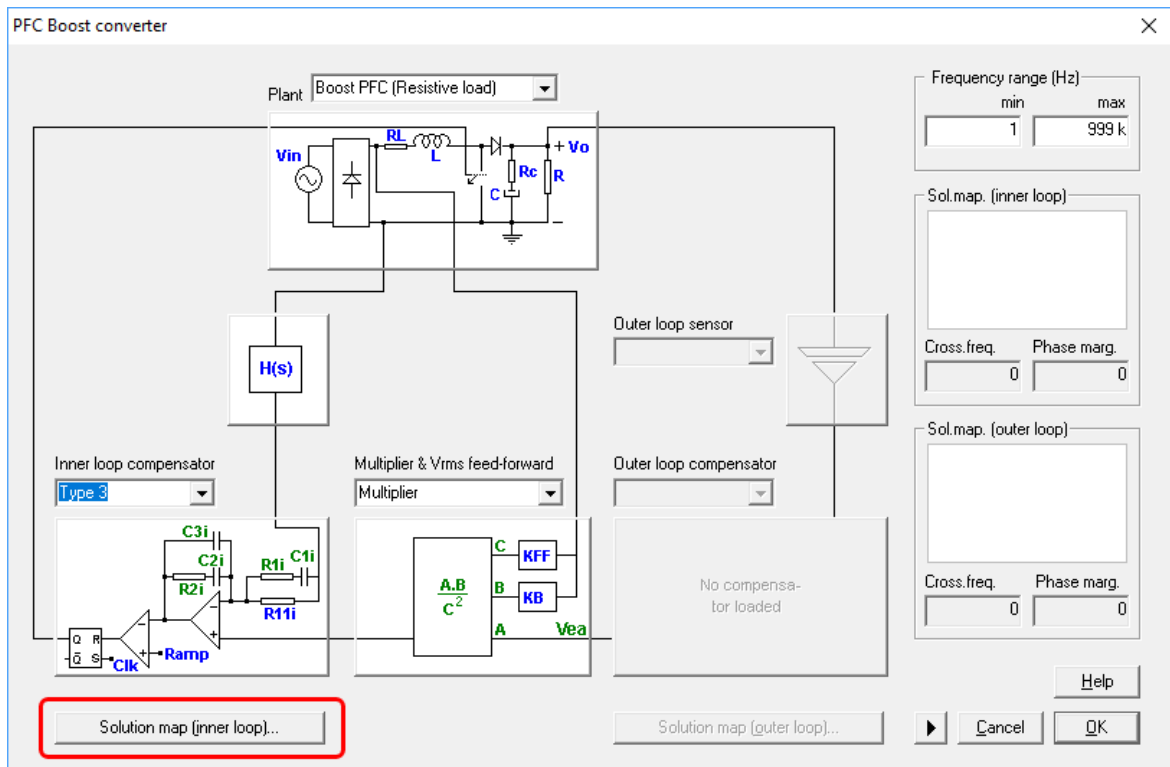 PFC Boost converter
Plant
Boost PFC (Resistive load)
Vin
RL
L
+ Vo
Rc
R
C
−
Frequency range (Hz)
min
max
1
999 k
Sol.map. (inner loop)
Cross.freq.
Phase marg.
0
0
H(s)
Outer loop sensor
Inner loop compensator
Type 3
Multiplier & Vrms feed-forward
Multiplier
Outer loop compensator
Sol.map. (outer loop)
Cross.freq.
Phase marg.
0
0
C3i
C2i
R2i
R1i
C1i
R11i
−
+
−
+
Q R
Q̅ S
Clk
Ramp
A.B
C²
C
KFF
B
KB
A
Vea
No compensa-
tor loaded
Help
Solution map (inner loop)...
Solution map (outer loop)...
Cancel
OK